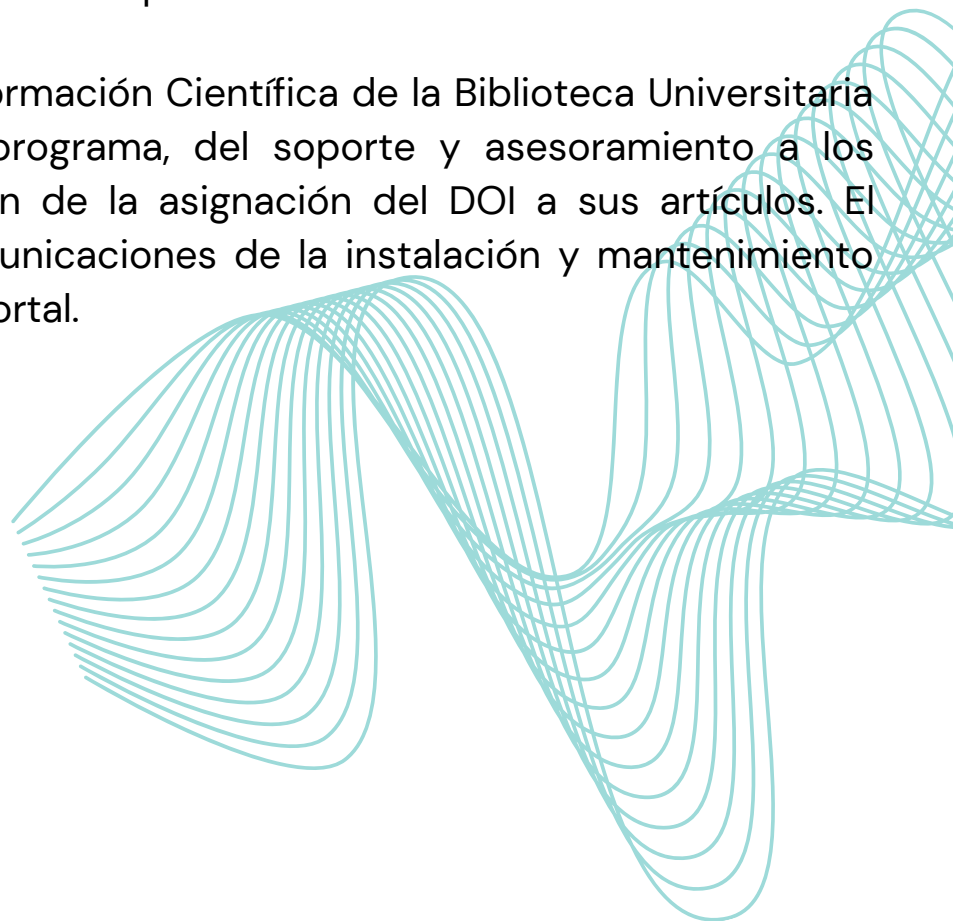 ormación Científica de la Biblioteca Universitaria
programa, del soporte y asesoramiento a los
n de la asignación del DOI a sus artículos. El
unicaciones de la instalación y mantenimiento
ortal.